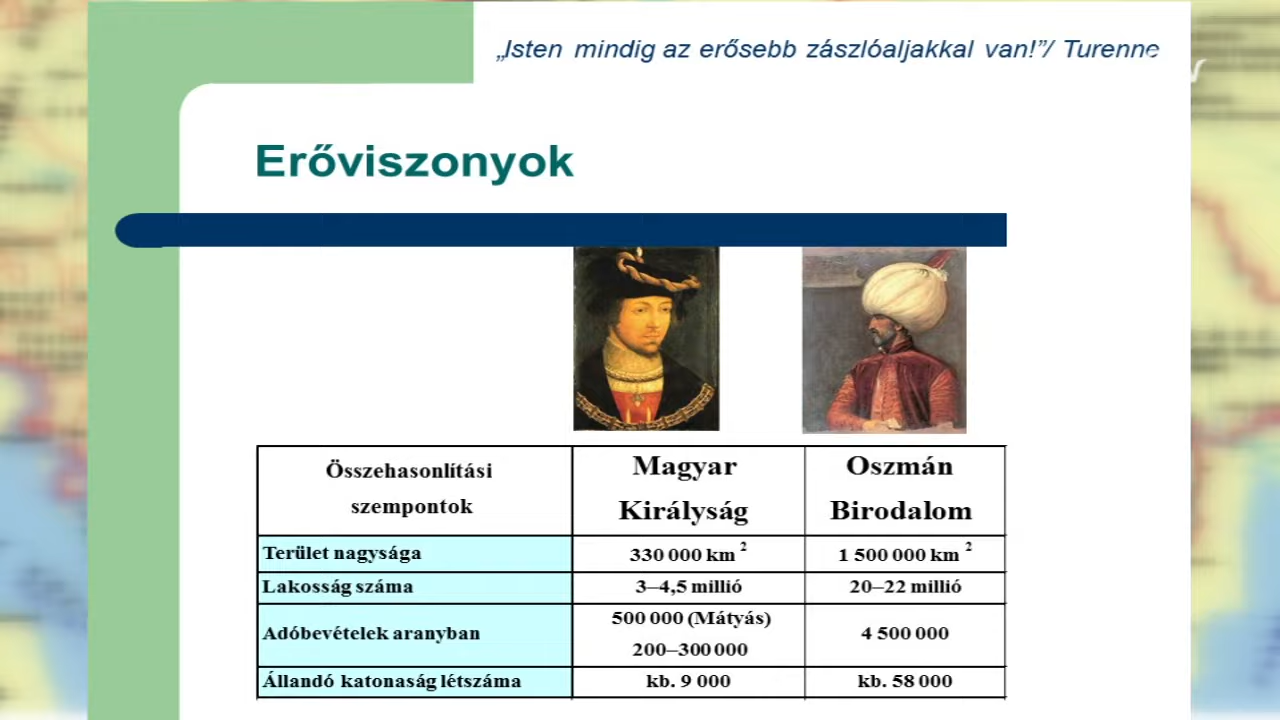 „Isten mindig az erősebb zászlóaljakkal van!”/ Turenne
Erőviszonyok
Összehasonlítási szempontok
Magyar Királyság
Oszmán Birodalom
Terület nagysága
330 000 km 2
1 500 000 km 2
Lakosság száma
3–4,5 millió
20–22 millió
Adóbevételek aranyban
500 000 (Mátyás)
200–300 000
4 500 000
Állandó katonaság létszáma
kb. 9 000
kb. 58 000